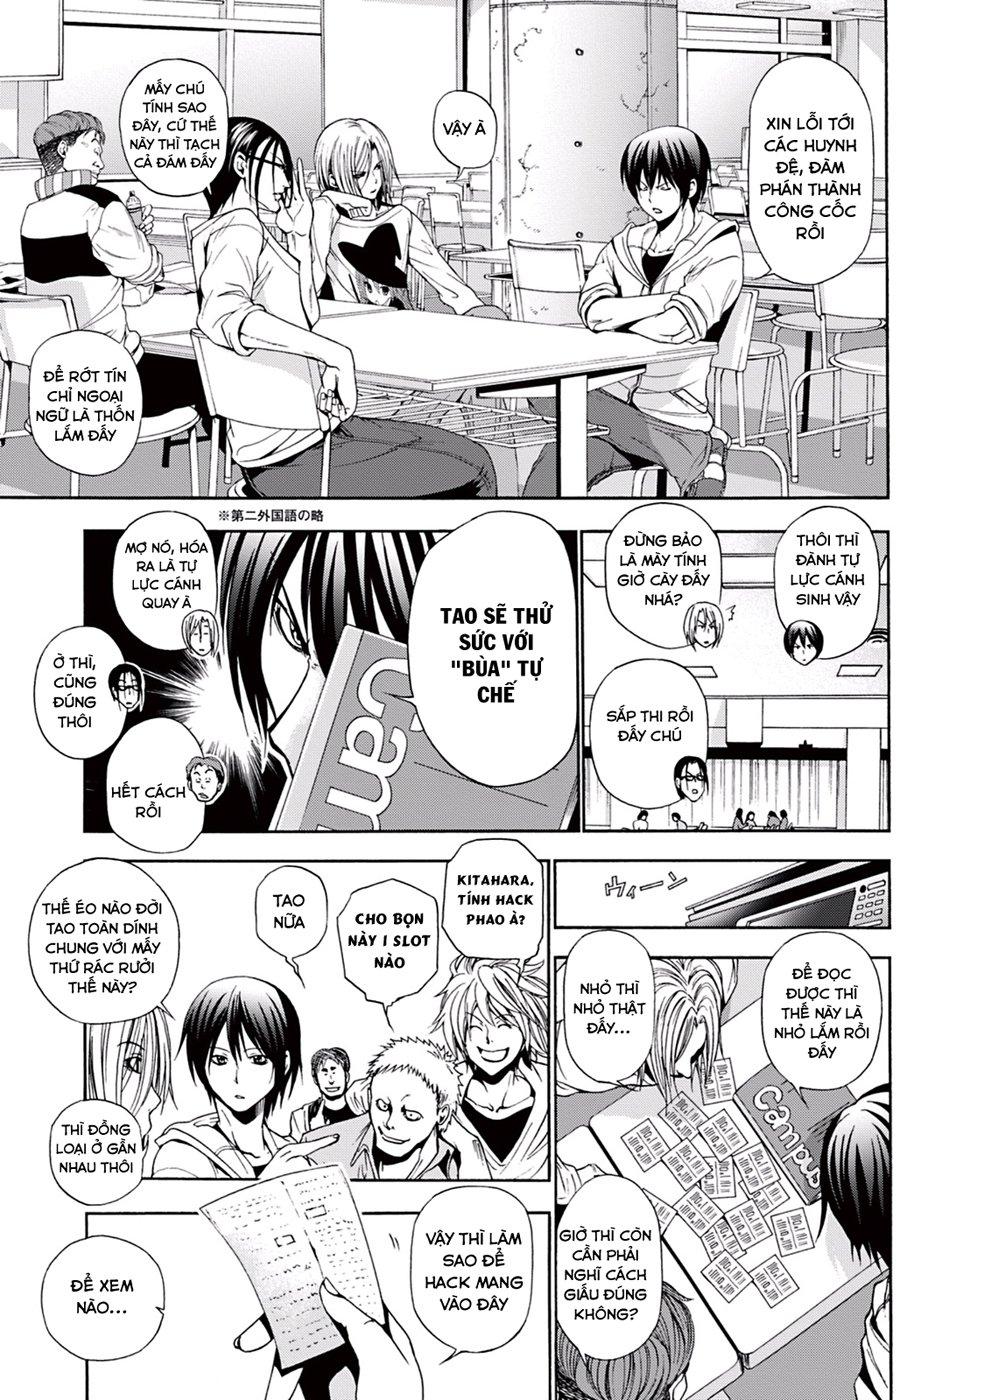 XIN LỖI TỚI
CÁC HUYNH
ĐỆ, ĐÀM
PHÁN THÀNH
CÔNG CỐC
RỒI
VẬY À
MẤY CHÚ
TÍNH SAO
ĐÂY, CỨ THẾ
NÀY THÌ TẠCH
CẢ ĐÁM ĐẤY
ĐỂ RỚT TÍN
CHỈ NGOẠI
NGỮ LÀ THỐN
LẮM ĐẤY
※第二外国語の略
THÔI THÌ
ĐÀNH TỰ
LỰC CÁNH
SINH VẬY
ĐỪNG BẢO
LÀ MÀY TÍNH
GIỜ CÀY ĐẤY
NHÁ?
SẮP THI RỒI
ĐẤY CHÚ
TAO SẼ THỬ
SỨC VỚI
"BÙA" TỰ
CHẾ
Cam
MỢ NÓ, HÓA
RA LÀ TỰ
LỰC CÁNH
QUAY À
Ờ THÌ,
CŨNG
ĐÚNG
THÔI
HẾT CÁCH
RỒI
ウィーン
ĐỂ ĐỌC
ĐƯỢC THÌ
THẾ NÀY LÀ
NHỎ LẮM RỒI
ĐẤY
NHỎ THÌ
NHỎ THẬT
ĐẤY...
Campus
GIỜ THÌ CÒN
CẦN PHẢI
NGHĨ CÁCH
GIẤU ĐÚNG
KHÔNG?
KITAHARA,
TÍNH HACK
PHAO À?
CHO BỌN
NÀY 1 SLOT
NÀO
TAO
NỮA
THẾ ÉO NÀO ĐỜI
TAO TOÀN DÍNH
CHUNG VỚI MẤY
THỨ RÁC RƯỞI
THẾ NÀY?
THÌ ĐỒNG
LOẠI Ở GẦN
NHAU THÔI
VẬY THÌ LÀM
SAO ĐỂ
HACK MANG
VÀO ĐÂY
ĐỂ XEM
NÀO...